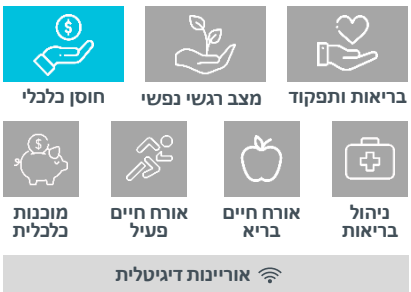 בריאות ותפקוד
מצב רגשי נפשי
חוסן כלכלי
ניהול
בריאות
אורח חיים
בריא
אורח חיים
פעיל
מוכנות
כלכלית
אוריינות דיגיטלית